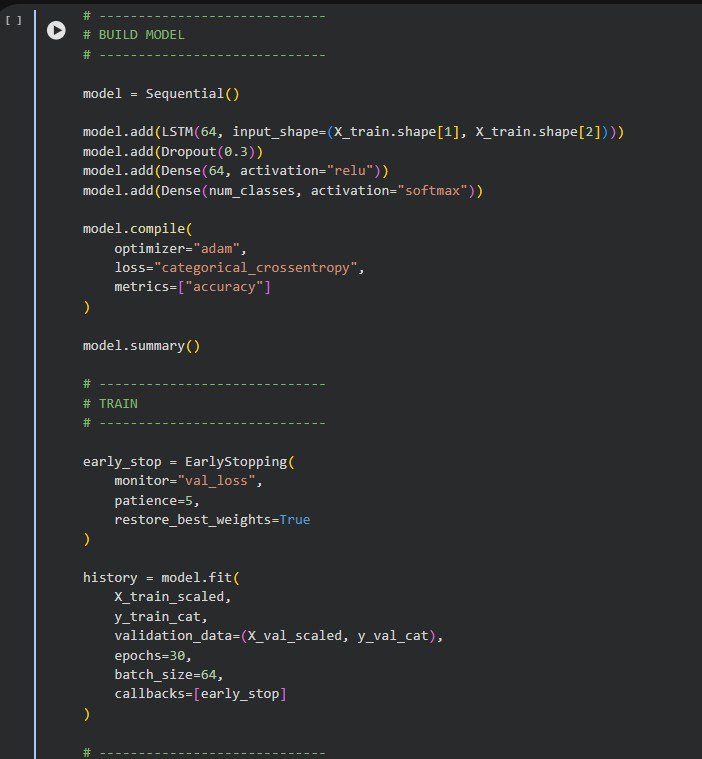 [ ]
# -----------------------------
# BUILD MODEL
# -----------------------------
model = Sequential()
model.add(LSTM(64, input_shape=(X_train.shape[1], X_train.shape[2])))
model.add(Dropout(0.3))
model.add(Dense(64, activation="relu"))
model.add(Dense(num_classes, activation="softmax"))
model.compile(
    optimizer="adam",
    loss="categorical_crossentropy",
    metrics=["accuracy"]
)
model.summary()
# -----------------------------
# TRAIN
# -----------------------------
early_stop = EarlyStopping(
    monitor="val_loss",
    patience=5,
    restore_best_weights=True
)
history = model.fit(
    X_train_scaled,
    y_train_cat,
    validation_data=(X_val_scaled, y_val_cat),
    epochs=30,
    batch_size=64,
    callbacks=[early_stop]
)
# -----------------------------